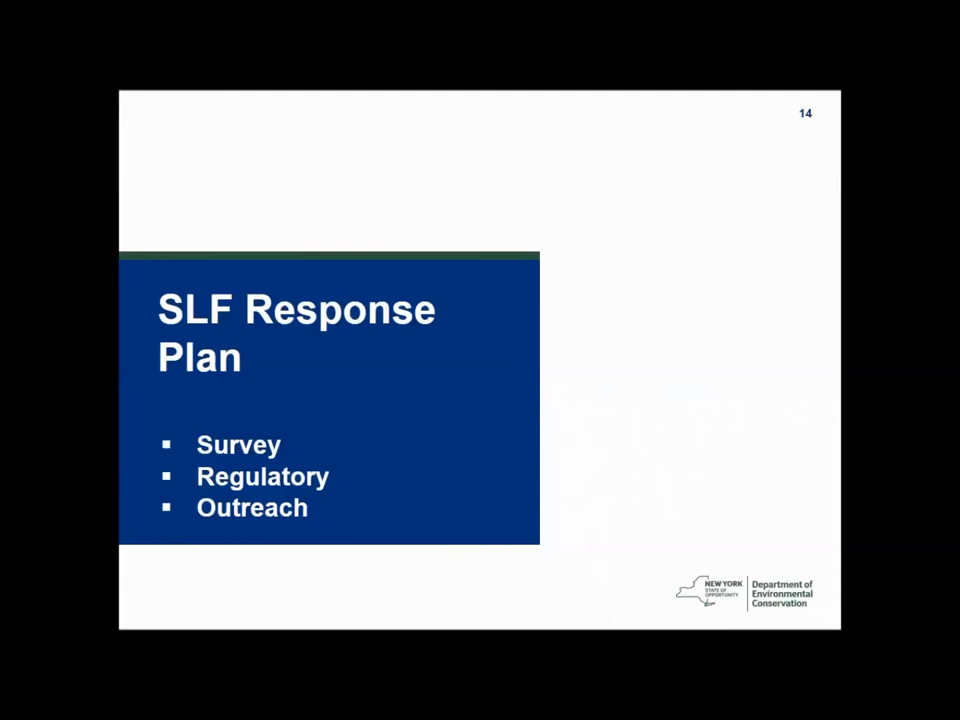 14
SLF Response
Plan
▪ Survey
▪ Regulatory
▪ Outreach
NEW YORK
STATE OF
OPPORTUNITY
Department of
Environmental
Conservation